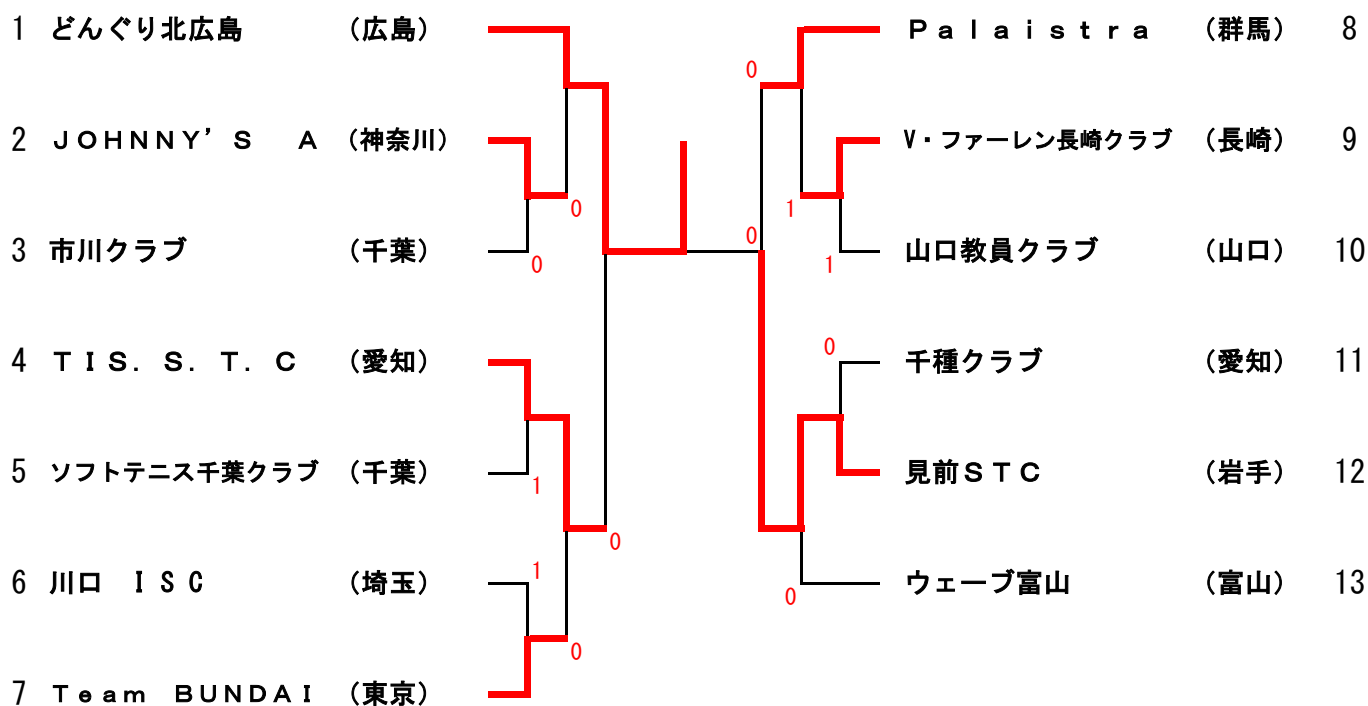 1 どんぐり北広島 （広島） 0 Ｐａｌａｉｓｔｒａ （群馬） 8
2 ＪＯＨＮＮＹ’Ｓ　Ａ （神奈川） Ｖ・ファーレン長崎クラブ （長崎） 9
0 1
3 市川クラブ （千葉） 0 0 1 山口教員クラブ （山口） 10
4 ＴＩＳ．Ｓ．Ｔ．Ｃ （愛知） 0 千種クラブ （愛知） 11
5 ソフトテニス千葉クラブ （千葉） 1 見前ＳＴＣ （岩手） 12
0
6 川口　ＩＳＣ （埼玉） 1 0 ウェーブ富山 （富山） 13
0
7 Ｔｅａｍ　ＢＵＮＤＡＩ （東京）